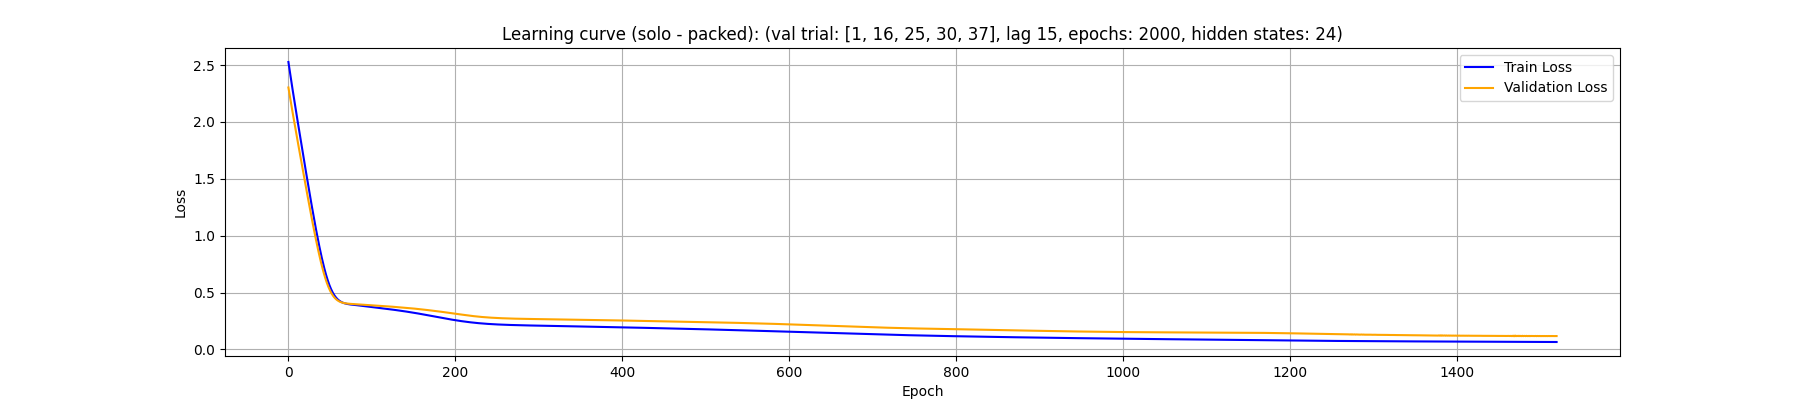 Learning curve (solo - packed): (val trial: [1, 16, 25, 30, 37], lag 15, epochs: 2000, hidden states: 24)
Train Loss
Validation Loss
Loss
2.5
2.0
1.5
1.0
0.5
0.0
0 200 400 600 800 1000 1200 1400
Epoch